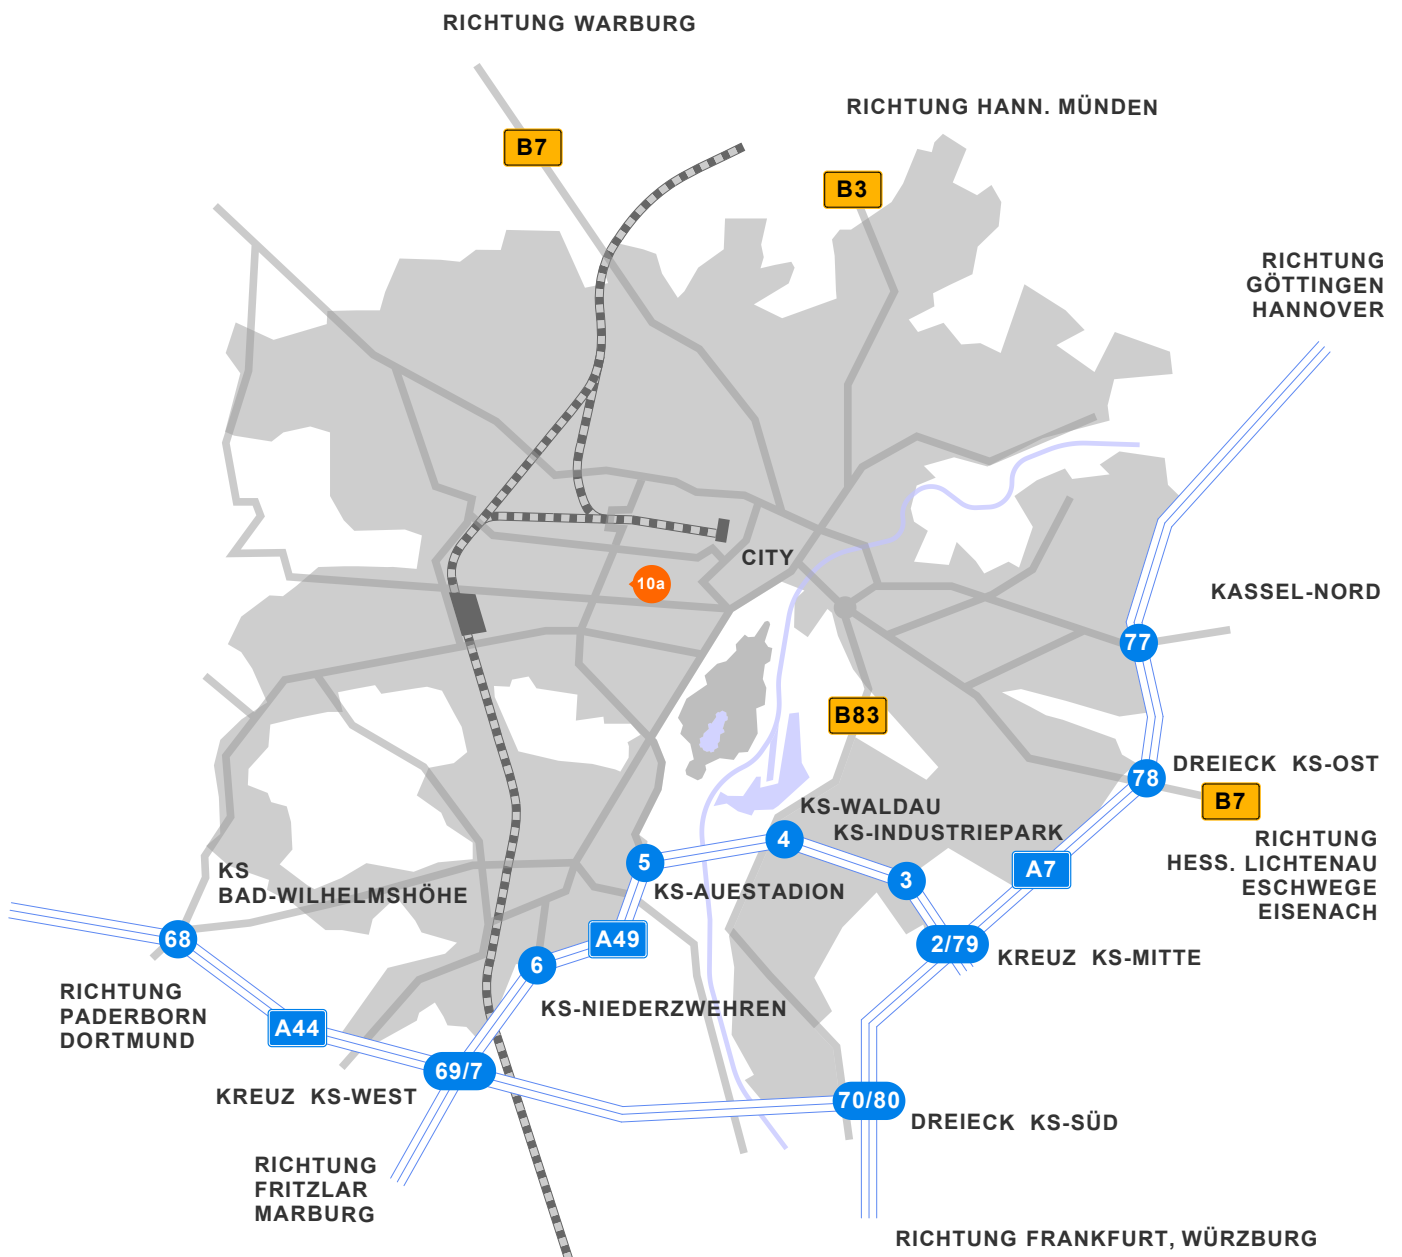 RICHTUNG WARBURG
RICHTUNG HANN. MÜNDEN
B7
B3
RICHTUNG
GÖTTINGEN
HANNOVER
CITY
10a
KASSEL-NORD
77
B83
DREIECK KS-OST
78
B7
KS-WALDAU
KS-INDUSTRIEPARK
4
5
3
A7
RICHTUNG
HESS. LICHTENAU
ESCHWEGE
EISENACH
KS
BAD-WILHELMSHÖHE
KS-AUESTADION
68
A49
2/79
KREUZ KS-MITTE
6
RICHTUNG
PADERBORN
DORTMUND
KS-NIEDERZWEHREN
A44
69/7
KREUZ KS-WEST
70/80
DREIECK KS-SÜD
RICHTUNG
FRITZLAR
MARBURG
RICHTUNG FRANKFURT, WÜRZBURG